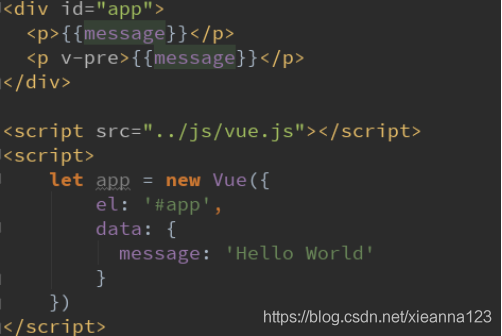 <div id="app">
  <p>{{message}}</p>
  <p v-pre>{{message}}</p>
</div>

<script src="../js/vue.js"></script>
<script>
    let app = new Vue({
        el: '#app',
        data: {
          message: 'Hello World'
        }
    })
</script>
https://blog.csdn.net/xieanna123